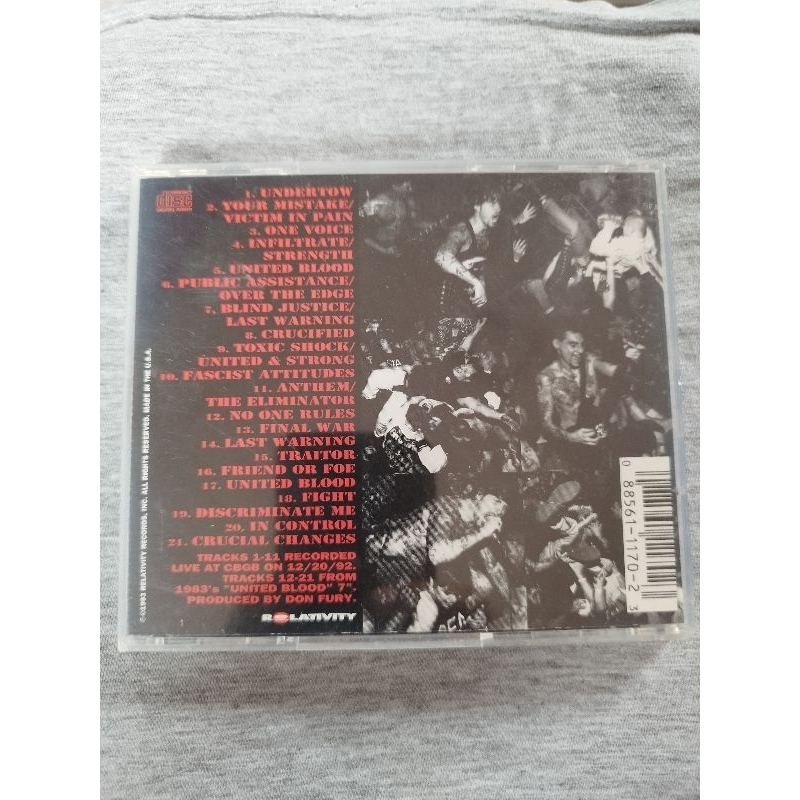 disc
1. UNDERTOW
2. YOUR MISTAKE/
VICTIM IN PAIN
3. ONE VOICE
4. INFILTRATE/
STRENGTH
5. UNITED BLOOD
6. PUBLIC ASSISTANCE/
OVER THE EDGE
7. BLIND JUSTICE/
LAST WARNING
8. CRUCIFIED
9. TOXIC SHOCK/
UNITED & STRONG
10. FASCIST ATTITUDES
11. ANTHEM/
THE ELIMINATOR
12. NO ONE RULES
13. FINAL WAR
14. LAST WARNING
15. TRAITOR
16. FRIEND OR FOE
17. UNITED BLOOD
18. FIGHT
19. DISCRIMINATE ME
20. IN CONTROL
21. CRUCIAL CHANGES
TRACKS 1-11 RECORDED
LIVE AT CBGB ON 12/20/92.
TRACKS 12-21 FROM
1983's "UNITED BLOOD" 7".
PRODUCED BY DON FURY.
RELATIVITY
℗©1993 RELATIVITY RECORDS, INC. ALL RIGHTS RESERVED. MADE IN THE U.S.A.
0 88561-1170-2 3